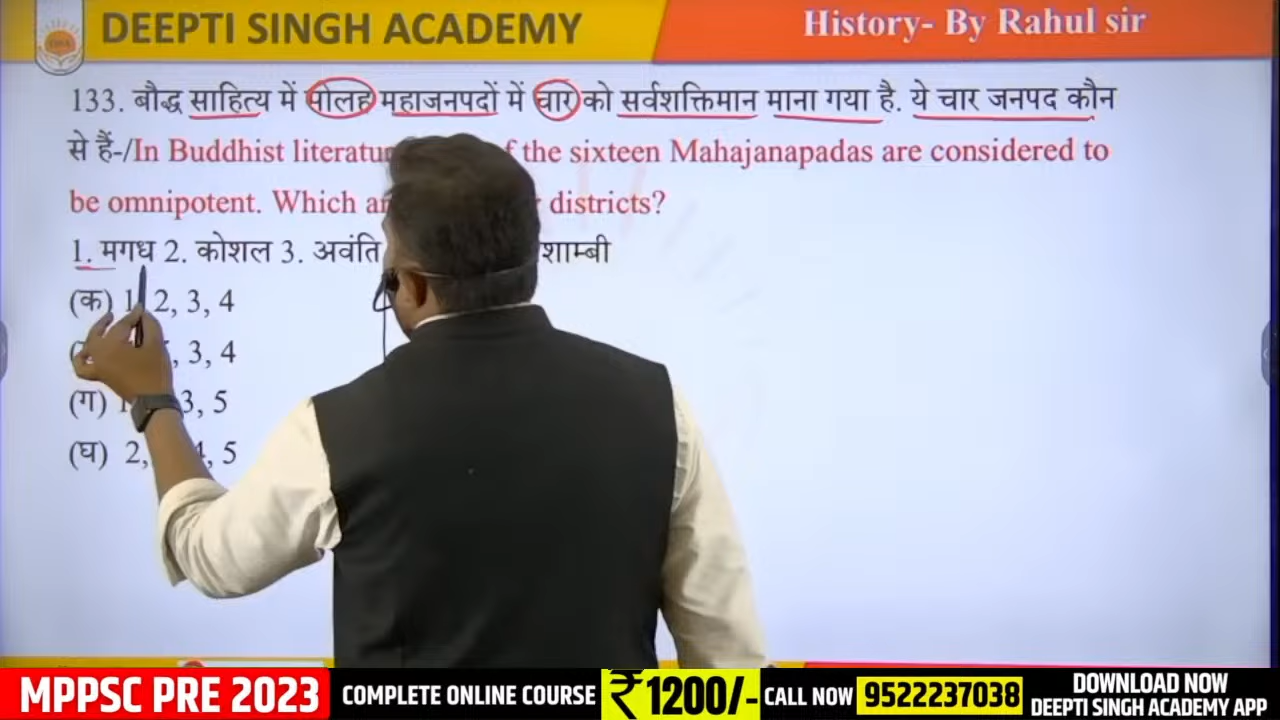 DEEPTI SINGH ACADEMY
History- By Rahul sir
133. बौद्ध साहित्य में सोलह महाजनपदों में चार को सर्वशक्तिमान माना गया है. ये चार जनपद कौन
से हैं-/In Buddhist the sixteen Mahajanapadas are considered to
be omnipotent. Which districts?
1. मगध 2. कोशल 3. अवंति
(क) 1, 2, 3, 4
3, 4
(ग) 3, 5
(घ) 2, 5
MPPSC PRE 2023
COMPLETE ONLINE COURSE
₹1200/-
CALL NOW
9522237038
DOWNLOAD NOW
DEEPTI SINGH ACADEMY APP